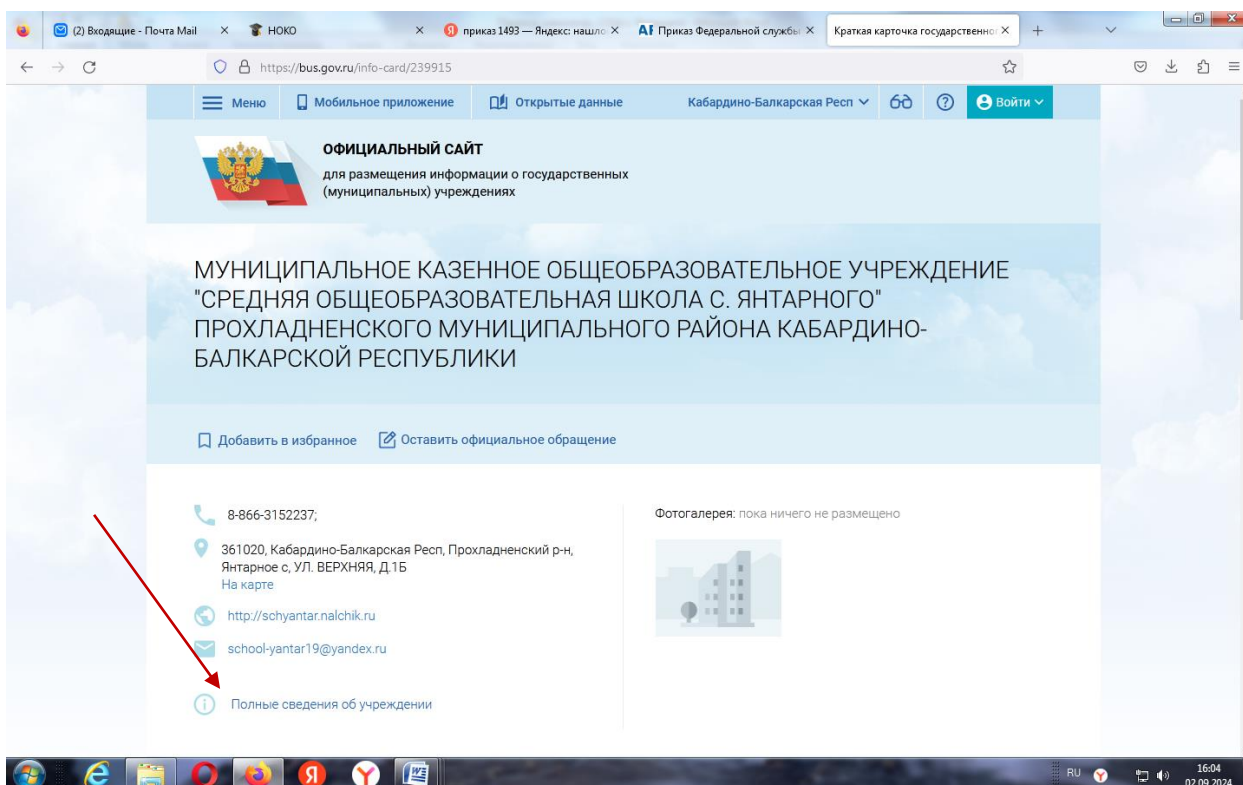 (2) Входящие - Почта Mail
НОКО
приказ 1493 — Яндекс: нашло
Приказ Федеральной службы
Краткая карточка государственног
https://bus.gov.ru/info-card/239915
Меню
Мобильное приложение
Открытые данные
Кабардино-Балкарская Респ
Войти
ОФИЦИАЛЬНЫЙ САЙТ
для размещения информации о государственных
(муниципальных) учреждениях
МУНИЦИПАЛЬНОЕ КАЗЕННОЕ ОБЩЕОБРАЗОВАТЕЛЬНОЕ УЧРЕЖДЕНИЕ
"СРЕДНЯЯ ОБЩЕОБРАЗОВАТЕЛЬНАЯ ШКОЛА С. ЯНТАРНОГО"
ПРОХЛАДНЕНСКОГО МУНИЦИПАЛЬНОГО РАЙОНА КАБАРДИНО-
БАЛКАРСКОЙ РЕСПУБЛИКИ
Добавить в избранное
Оставить официальное обращение
8-866-3152237;
361020, Кабардино-Балкарская Респ, Прохладненский р-н,
Янтарное с, УЛ. ВЕРХНЯЯ, Д.1Б
На карте
http://schyantar.nalchik.ru
school-yantar19@yandex.ru
Полные сведения об учреждении
Фотогалерея: пока ничего не размещено
RU
16:04
02.09.2024